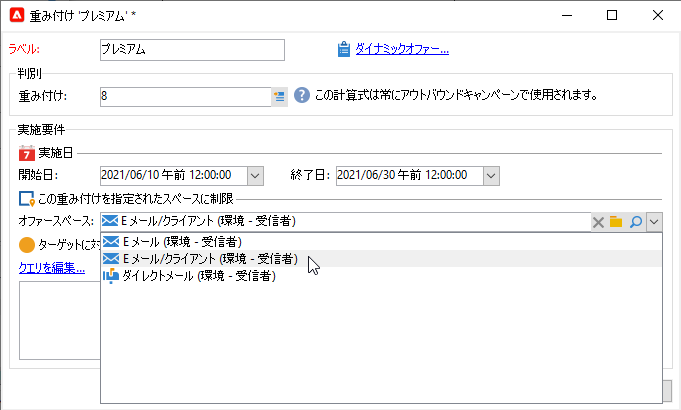 重み付け 'プレミアム' *
ラベル: プレミアム ダイナミックオファー...
判別
重み付け: 8 ? この計算式は常にアウトバウンドキャンペーンで使用されます。
実施要件
7 実施日
開始日: 2021/06/10 午前 12:00:00 終了日: 2021/06/30 午前 12:00:00
この重み付けを指定されたスペースに制限
オファースペース: E メール/クライアント (環境 - 受信者)
ターゲットに対
E メール (環境 - 受信者)
クエリを編集...
E メール/クライアント (環境 - 受信者)
ダイレクトメール (環境 - 受信者)